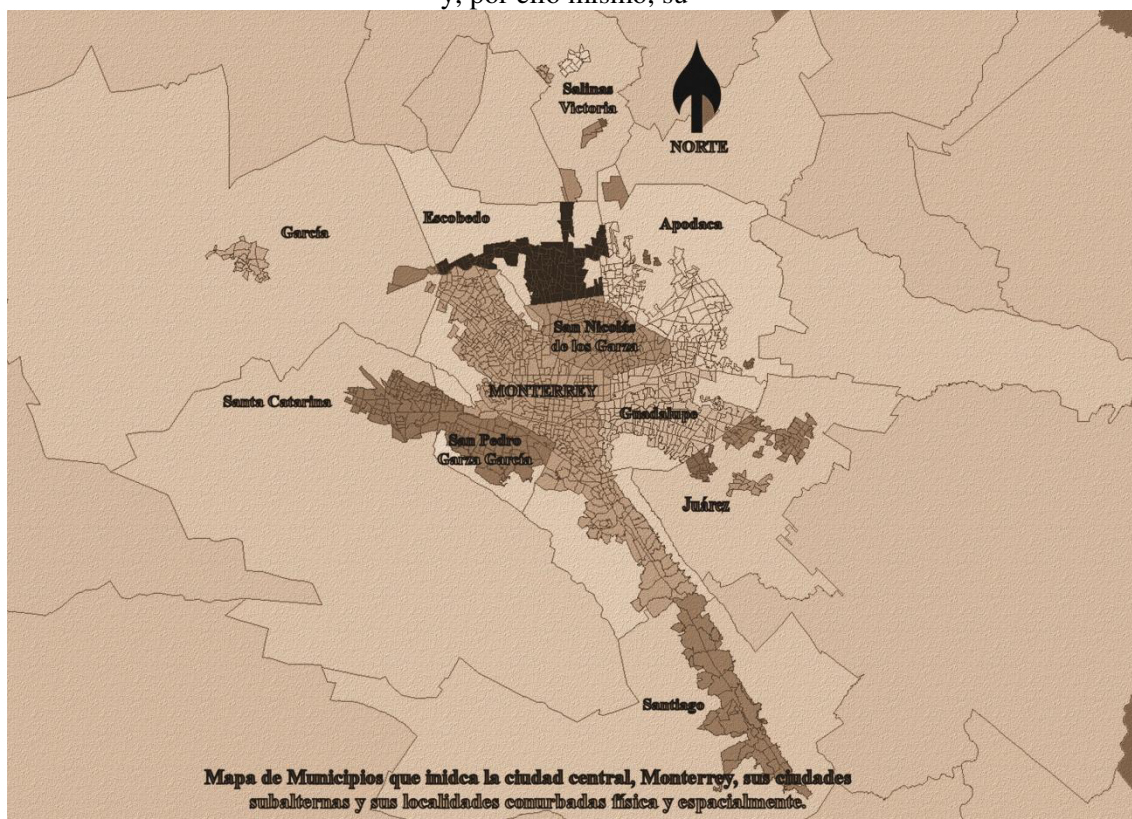 y, por ello mismo, su
Salinas
Victoria
NORTE
Escobedo
Apodaca
García
San Nicolás
de los Garza
MONTERREY
Santa Catarina
Guadalupe
San Pedro
Garza García
Juárez
Santiago
Mapa de Municipios que inidca la ciudad central, Monterrey, sus ciudades
subalternas y sus localidades conurbadas física y espacialmente.